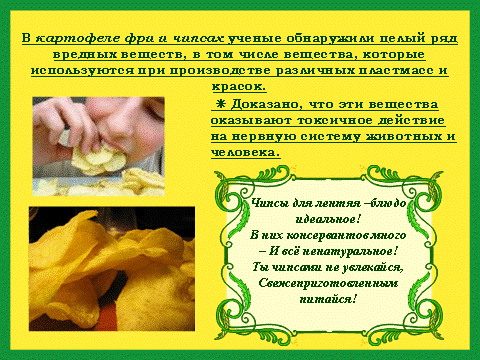 В картофеле фри и чипсах ученые обнаружили целый ряд
вредных веществ, в том числе вещества, которые
используются при производстве различных пластмасс и
красок.
✴ Доказано, что эти вещества
оказывают токсичное действие
на нервную систему животных и
человека.
Чипсы для лентяя –блюдо
идеальное!
В них консервантов много
– И всё ненатуральное!
Ты чипсами не увлекайся,
Свежеприготовленным
питайся!